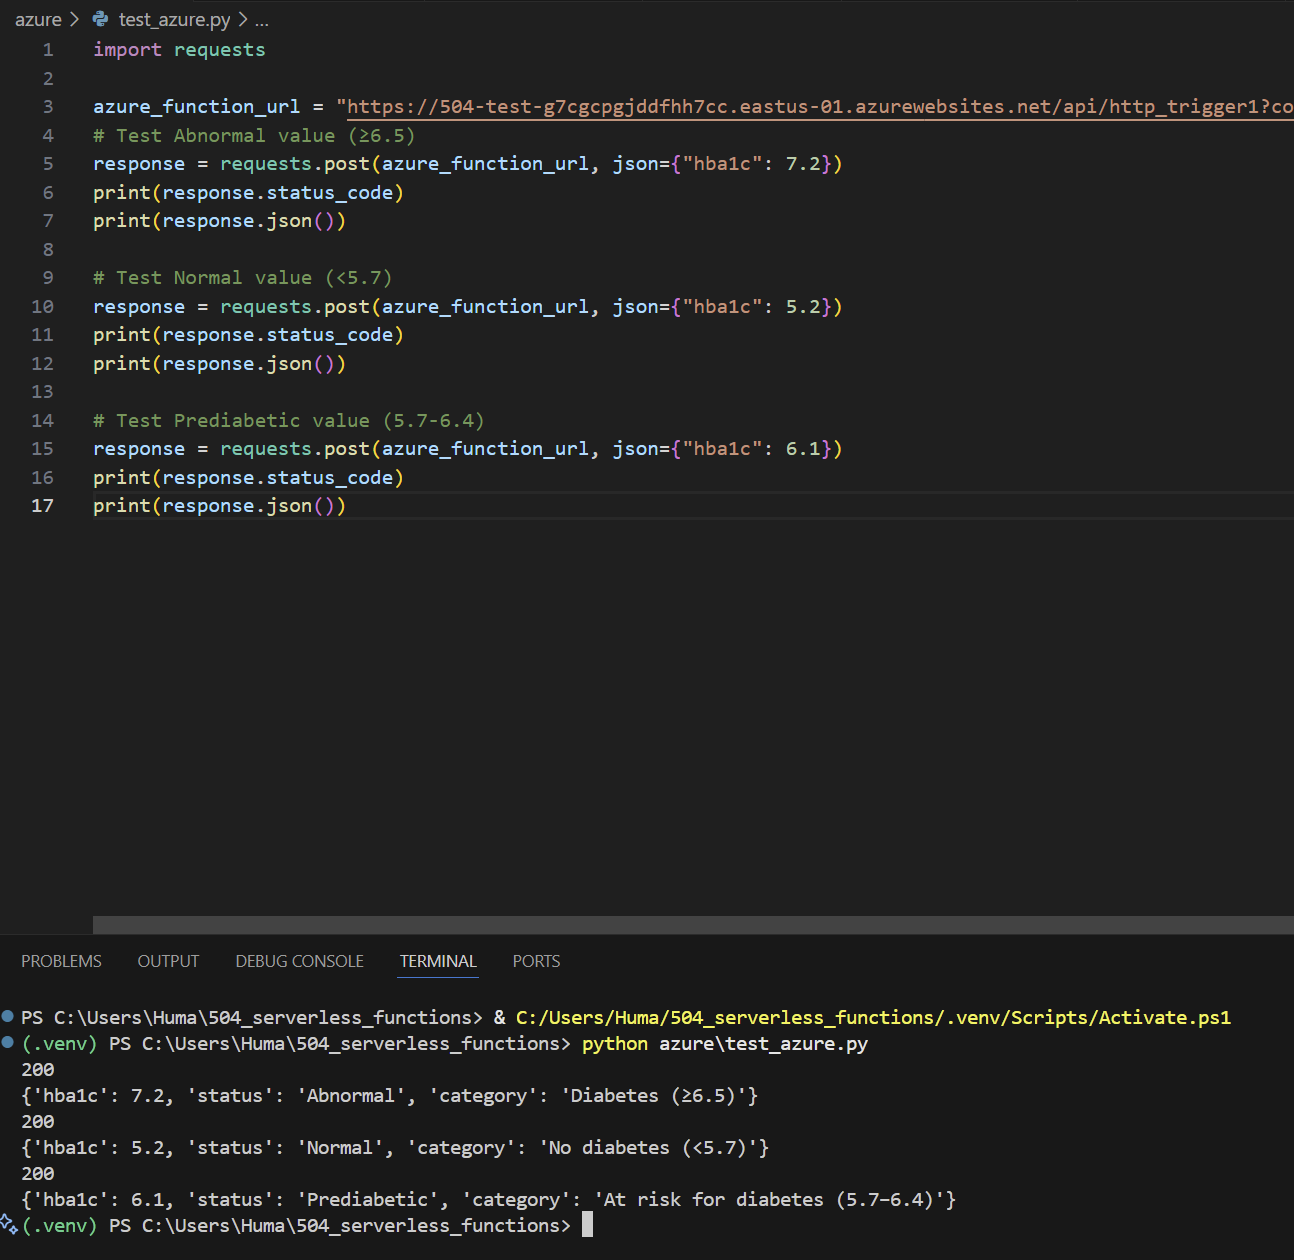 azure > test_azure.py > ...
1 import requests
2
3 azure_function_url = "https://504-test-g7cgcpgjddfhh7cc.eastus-01.azurewebsites.net/api/http_trigger1?co
4 # Test Abnormal value (≥6.5)
5 response = requests.post(azure_function_url, json={"hba1c": 7.2})
6 print(response.status_code)
7 print(response.json())
8
9 # Test Normal value (<5.7)
10 response = requests.post(azure_function_url, json={"hba1c": 5.2})
11 print(response.status_code)
12 print(response.json())
13
14 # Test Prediabetic value (5.7-6.4)
15 response = requests.post(azure_function_url, json={"hba1c": 6.1})
16 print(response.status_code)
17 print(response.json())
PROBLEMS OUTPUT DEBUG CONSOLE TERMINAL PORTS
PS C:\Users\Huma\504_serverless_functions> & C:/Users/Huma/504_serverless_functions/.venv/Scripts/Activate.ps1
(.venv) PS C:\Users\Huma\504_serverless_functions> python azure\test_azure.py
200
{'hba1c': 7.2, 'status': 'Abnormal', 'category': 'Diabetes (≥6.5)'}
200
{'hba1c': 5.2, 'status': 'Normal', 'category': 'No diabetes (<5.7)'}
200
{'hba1c': 6.1, 'status': 'Prediabetic', 'category': 'At risk for diabetes (5.7–6.4)'}
(.venv) PS C:\Users\Huma\504_serverless_functions>